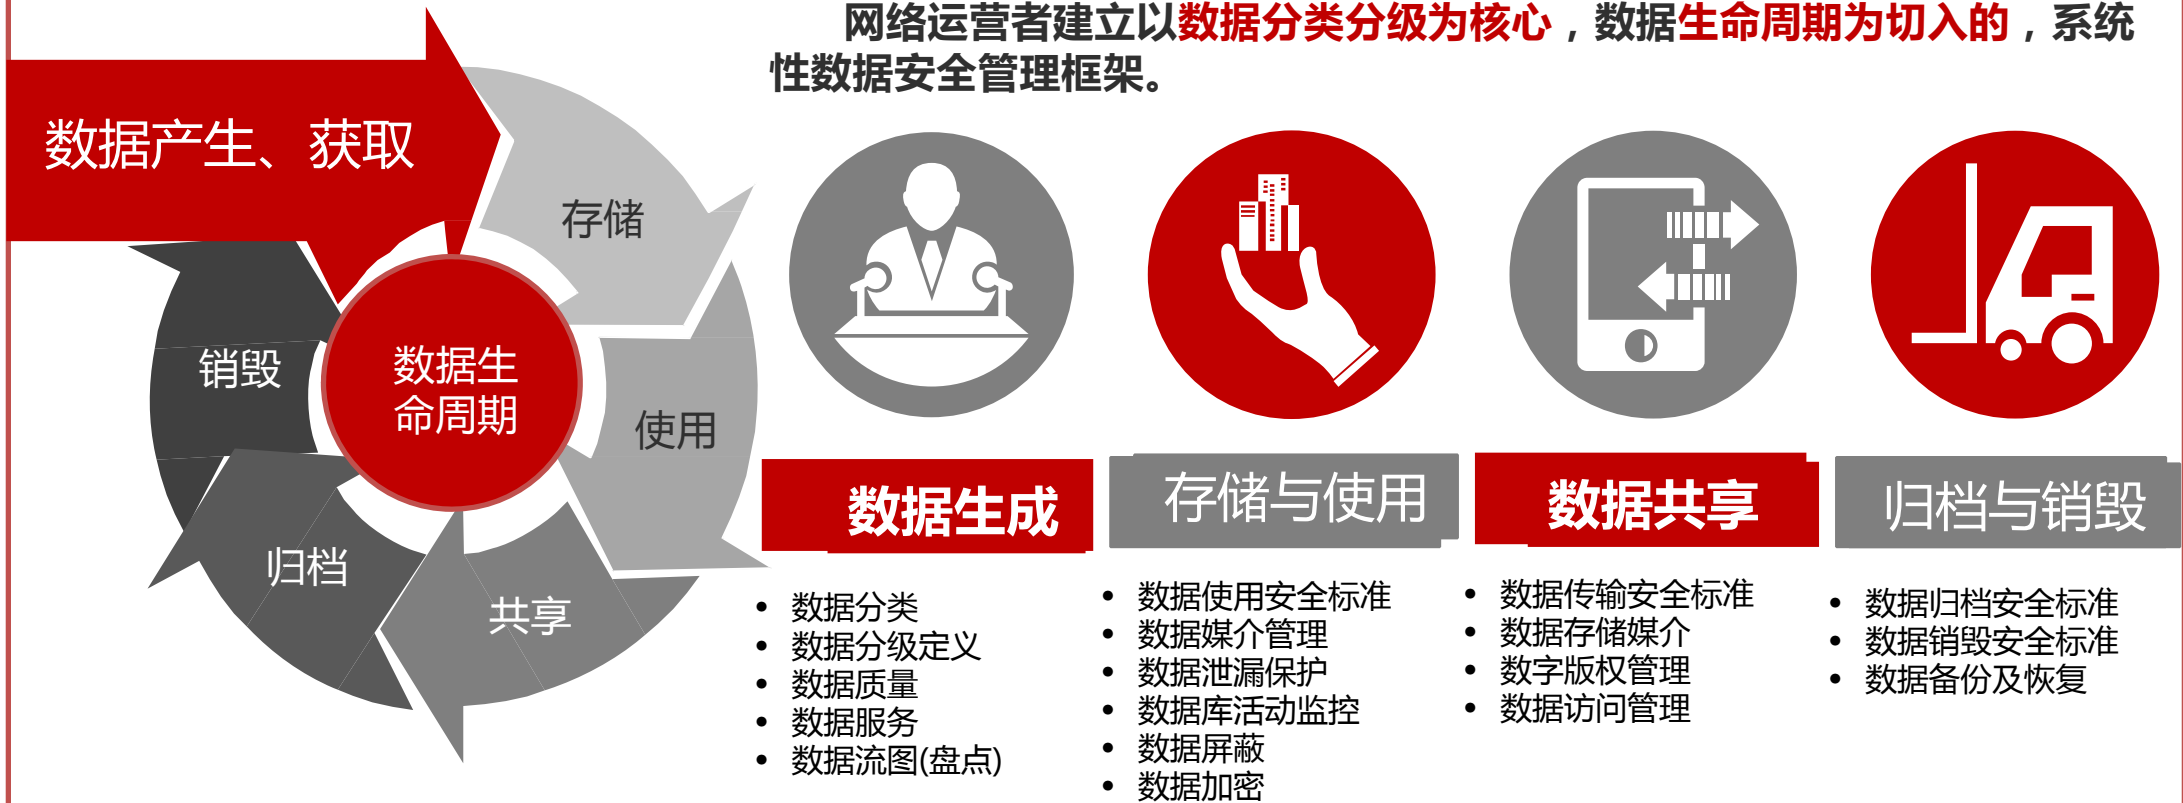 网络运营者建立以数据分类分级为核心，数据生命周期为切入的，系统
性数据安全管理框架。
数据产生、获取
存储
使用
共享
归档
销毁
数据生
命周期
数据生成
• 数据分类
• 数据分级定义
• 数据质量
• 数据服务
• 数据流图(盘点)
存储与使用
• 数据使用安全标准
• 数据媒介管理
• 数据泄漏保护
• 数据库活动监控
• 数据屏蔽
• 数据加密
数据共享
• 数据传输安全标准
• 数据存储媒介
• 数字版权管理
• 数据访问管理
归档与销毁
• 数据归档安全标准
• 数据销毁安全标准
• 数据备份及恢复